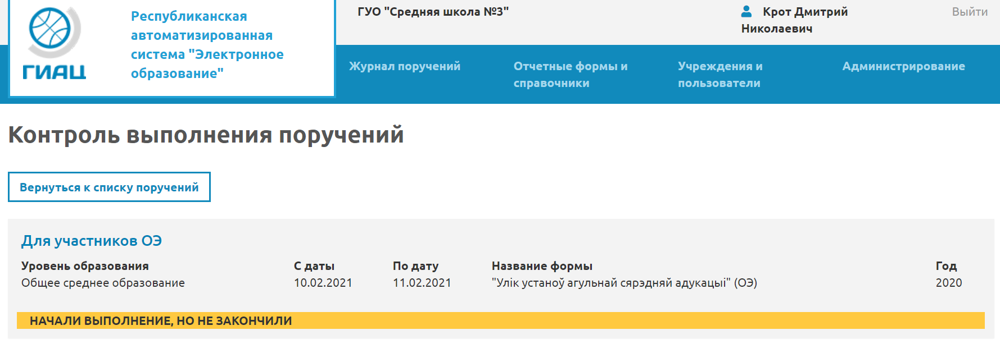 ГИАЦ
Республиканская
автоматизированная
система "Электронное
образование"
ГУО "Средняя школа №3"
Крот Дмитрий
Николаевич
Выйти
Журнал поручений
Отчетные формы и
справочники
Учреждения и
пользователи
Администрирование
Контроль выполнения поручений
Вернуться к списку поручений
Для участников ОЭ
Уровень образования С даты По дату Название формы Год
Общее среднее образование 10.02.2021 11.02.2021 "Улік устаноў агульнай сярэдняй адукацыі" (ОЭ) 2020
НАЧАЛИ ВЫПОЛНЕНИЕ, НО НЕ ЗАКОНЧИЛИ